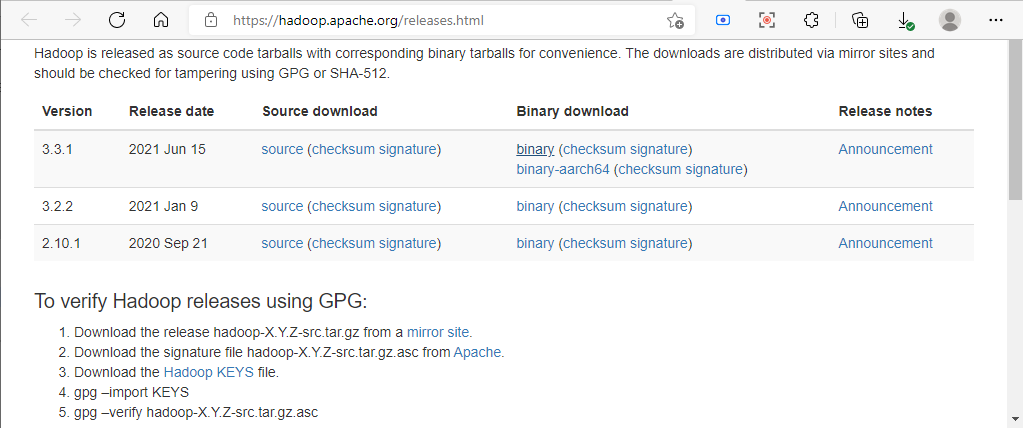 https://hadoop.apache.org/releases.html
Hadoop is released as source code tarballs with corresponding binary tarballs for convenience. The downloads are distributed via mirror sites and
should be checked for tampering using GPG or SHA-512.
Version Release date Source download Binary download Release notes
3.3.1 2021 Jun 15 source (checksum signature) binary (checksum signature) Announcement
binary-aarch64 (checksum signature)
3.2.2 2021 Jan 9 source (checksum signature) binary (checksum signature) Announcement
2.10.1 2020 Sep 21 source (checksum signature) binary (checksum signature) Announcement
To verify Hadoop releases using GPG:
1. Download the release hadoop-X.Y.Z-src.tar.gz from a mirror site.
2. Download the signature file hadoop-X.Y.Z-src.tar.gz.asc from Apache.
3. Download the Hadoop KEYS file.
4. gpg –import KEYS
5. gpg –verify hadoop-X.Y.Z-src.tar.gz.asc